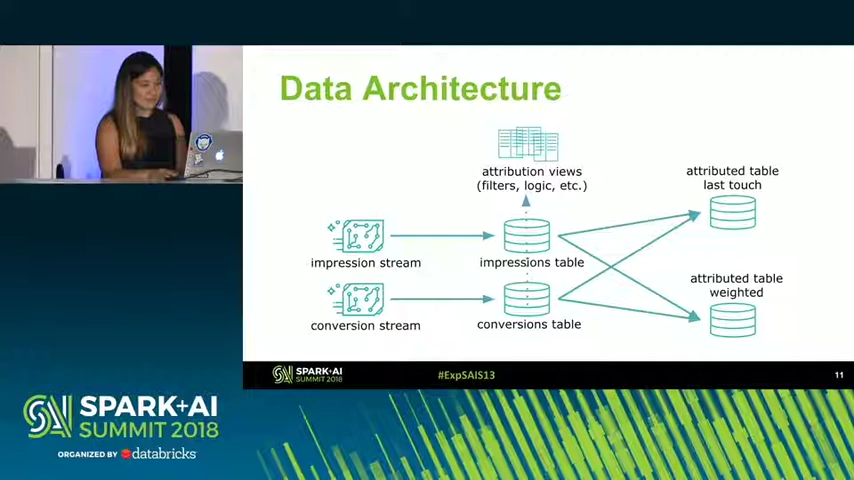 Data Architecture
attribution views
(filters, logic, etc.)
attributed table
last touch
impression stream
impressions table
attributed table
weighted
conversion stream
conversions table
SPARK+AI
SUMMIT 2018
#ExpSAIS13
11
SPARK+AI
SUMMIT 2018
ORGANIZED BY databricks